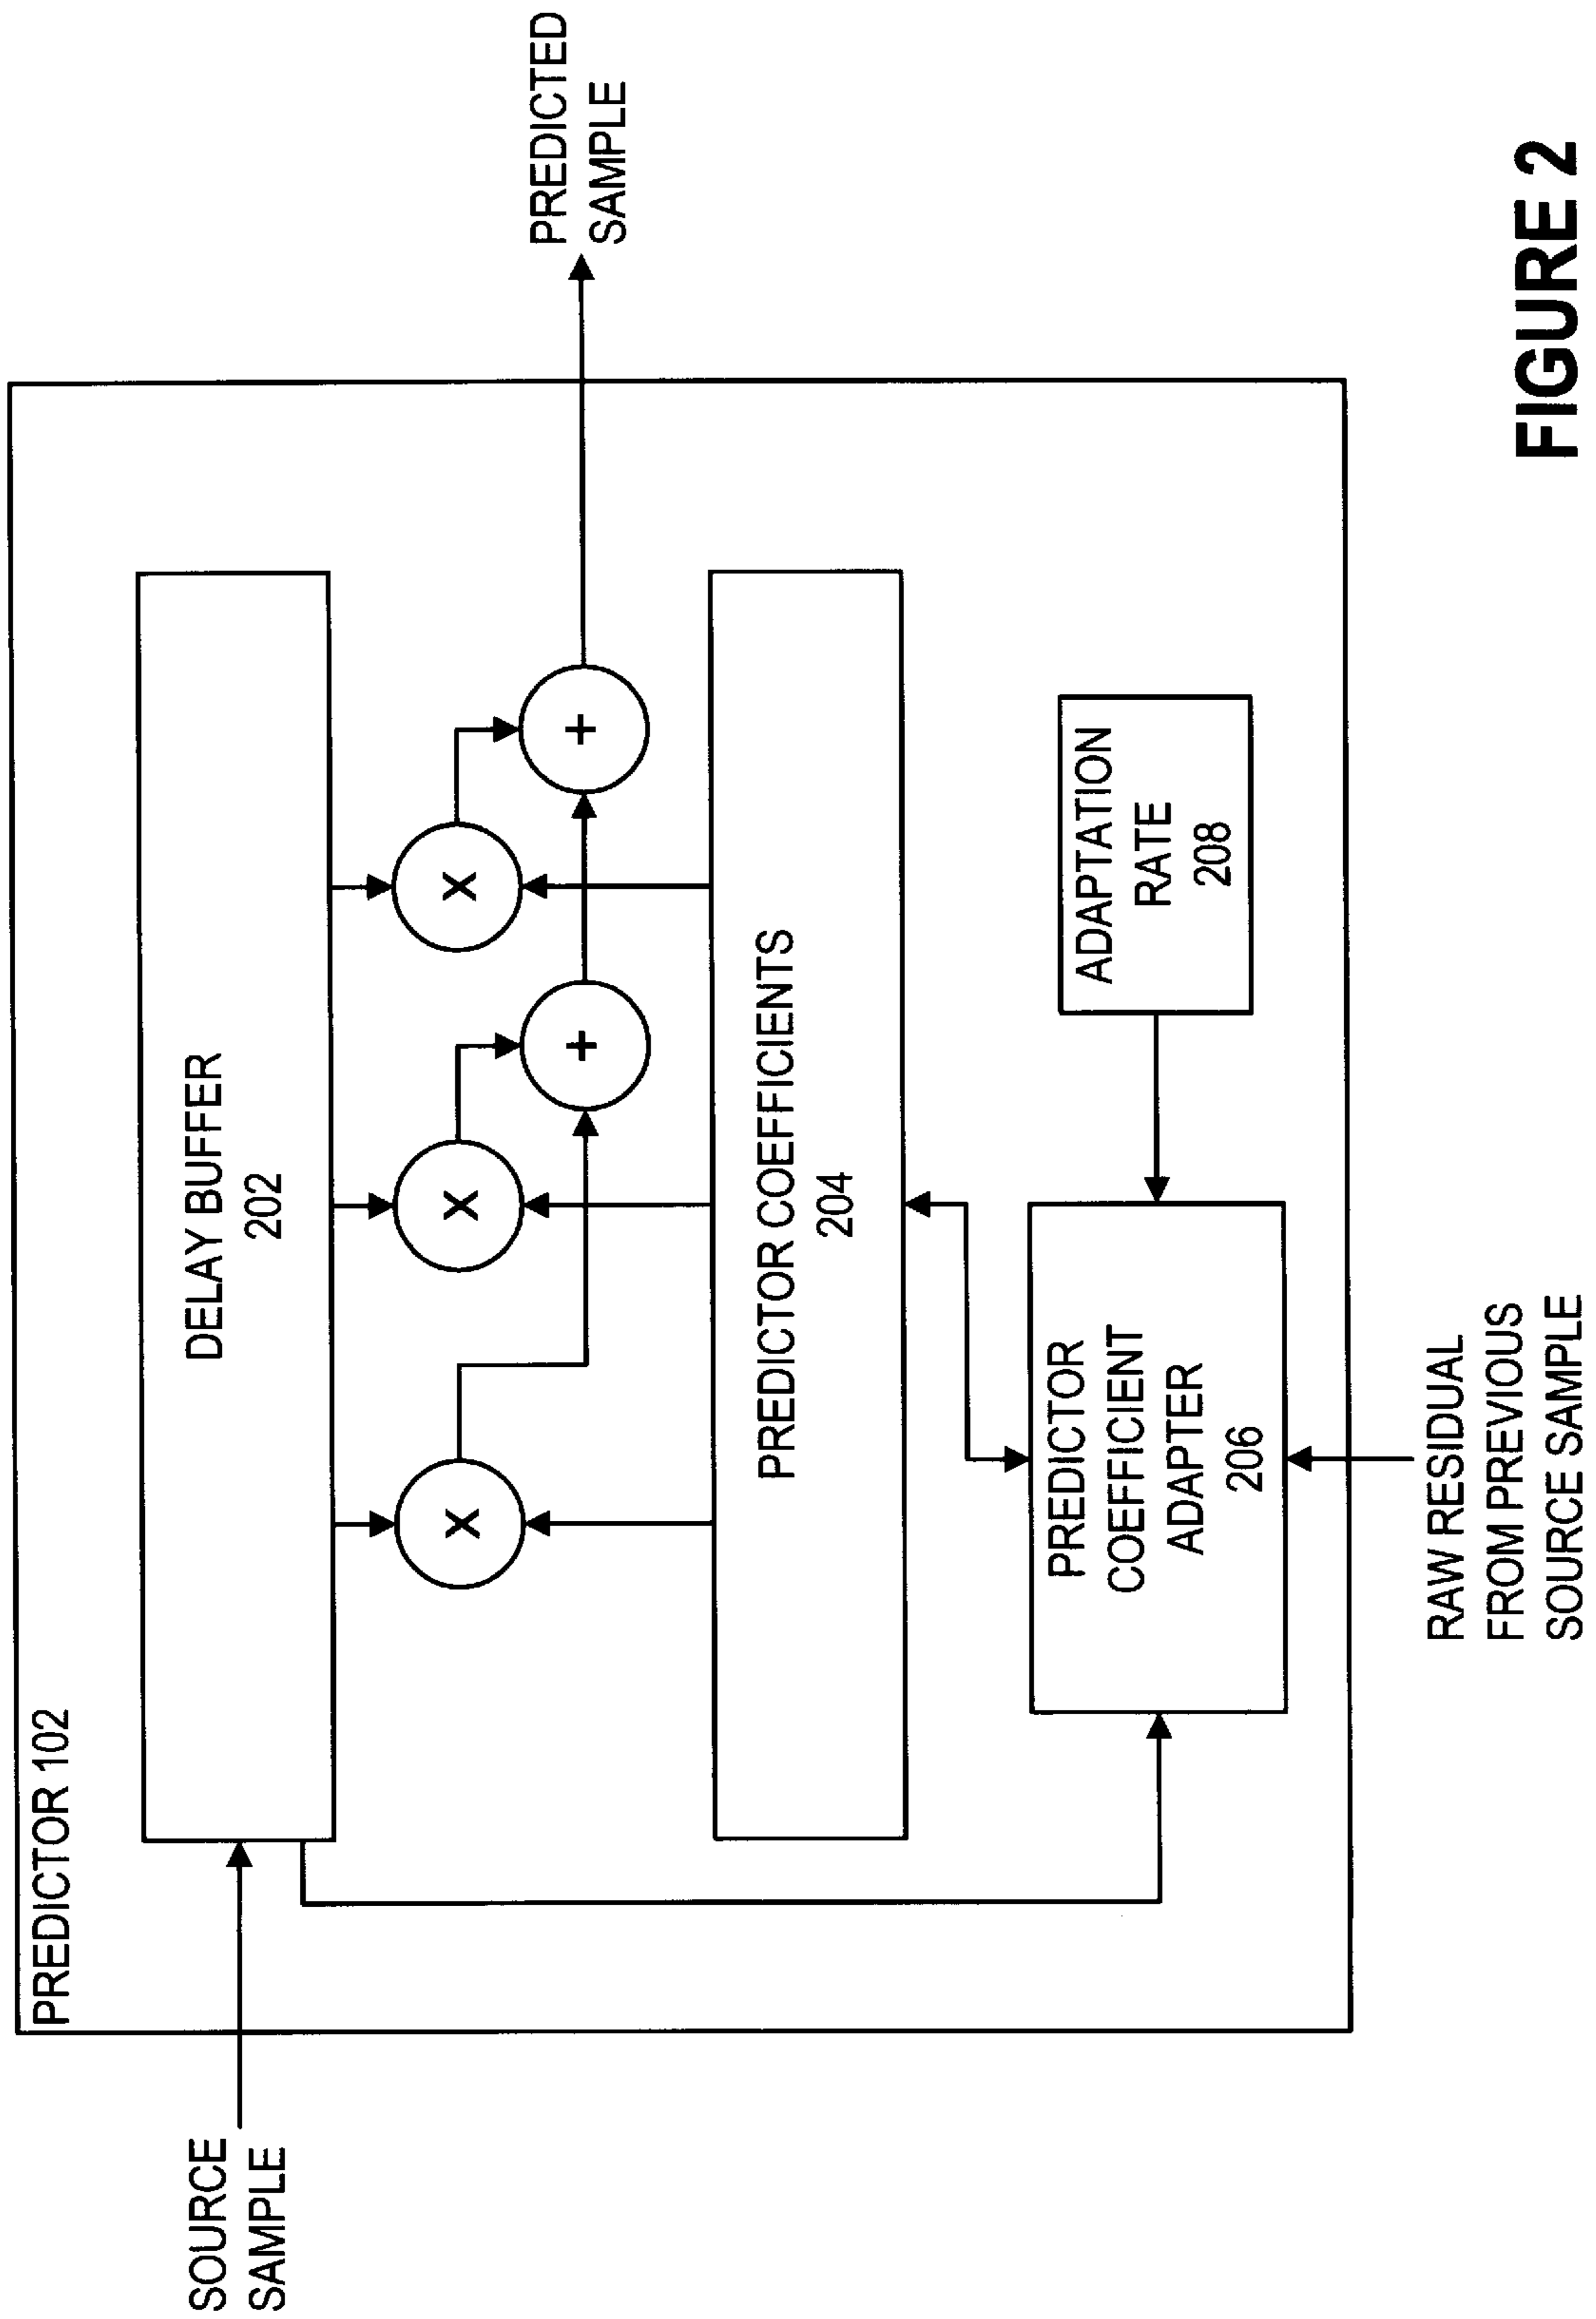 PREDICTOR 102
SOURCE
SAMPLE
DELAY BUFFER
202
X
X
X
+
+
PREDICTED
SAMPLE
PREDICTOR COEFFICIENTS
204
PREDICTOR
COEFFICIENT
ADAPTER
206
ADAPTATION
RATE
208
RAW RESIDUAL
FROM PREVIOUS
SOURCE SAMPLE
FIGURE 2